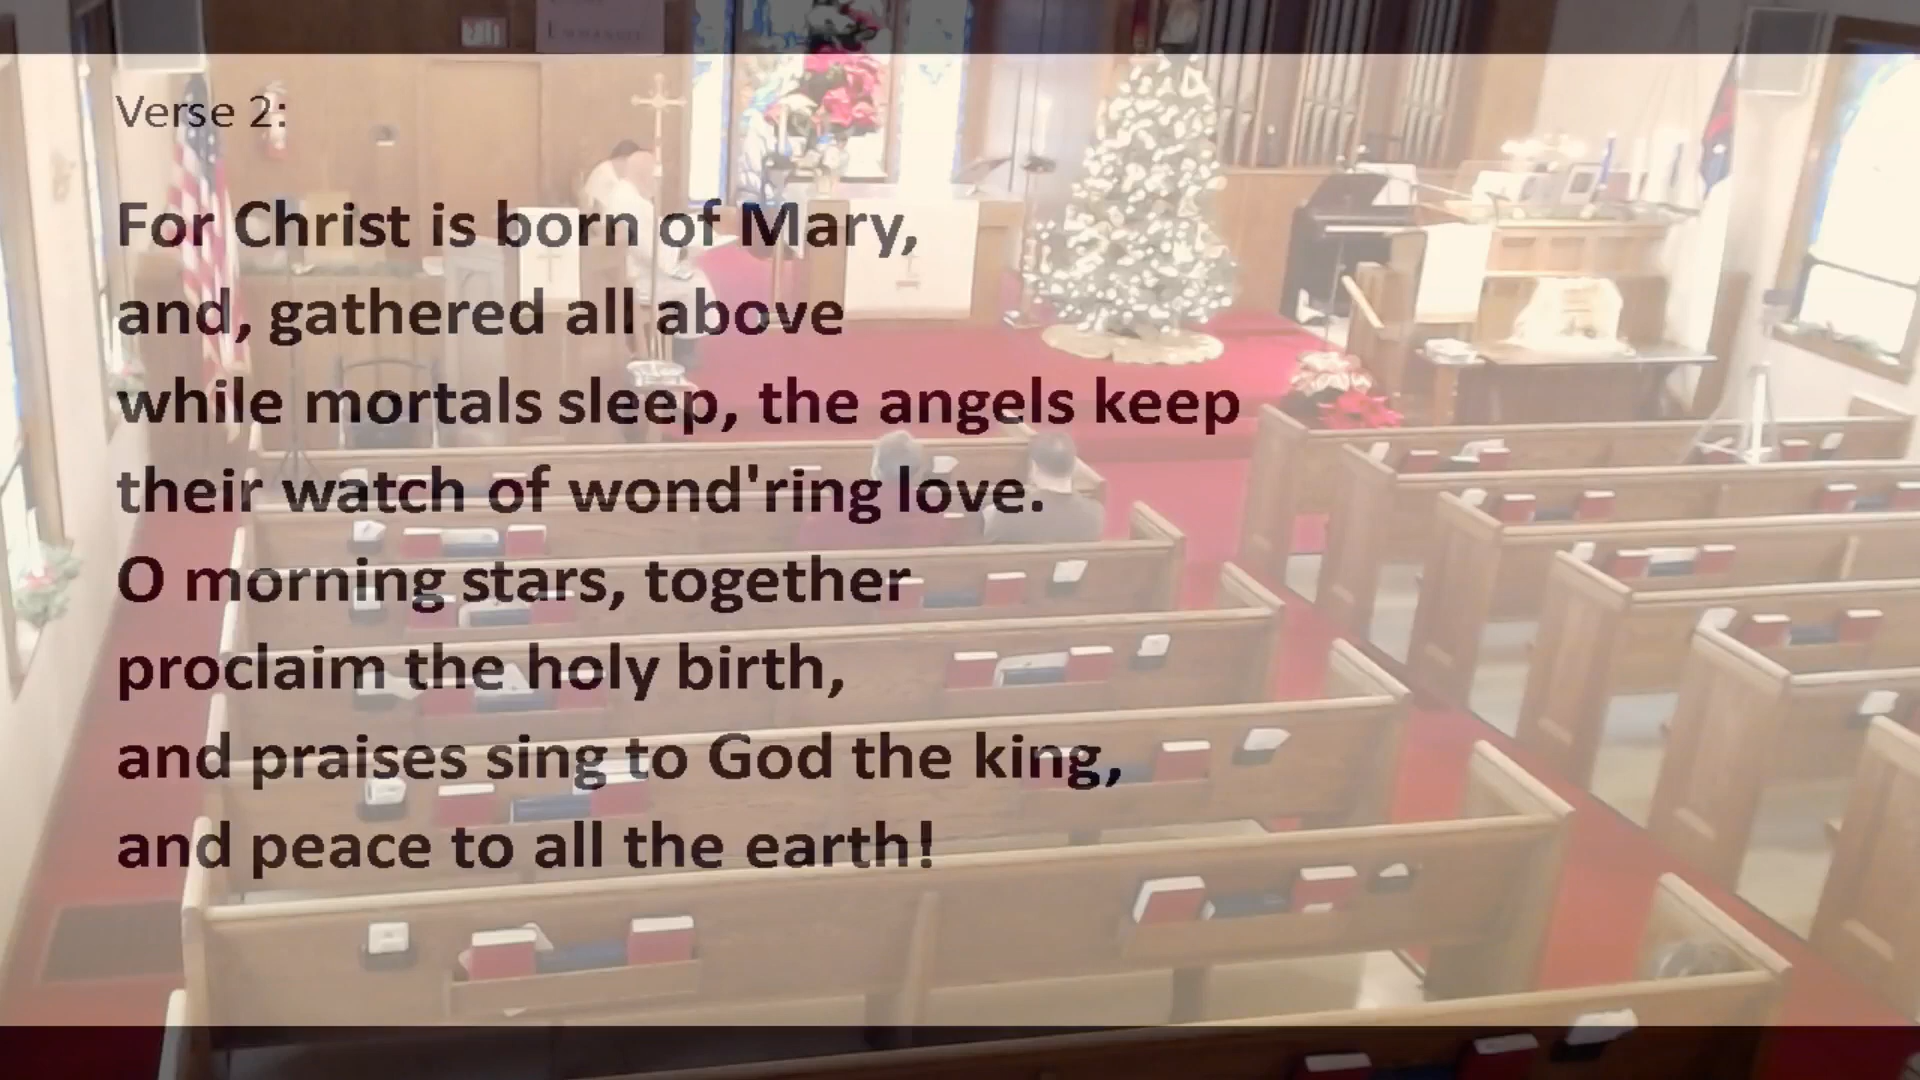 EMMANUEL
Verse 2:
For Christ is born of Mary,
and, gathered all above
while mortals sleep, the angels keep
their watch of wond'ring love.
O morning stars, together
proclaim the holy birth,
and praises sing to God the king,
and peace to all the earth!